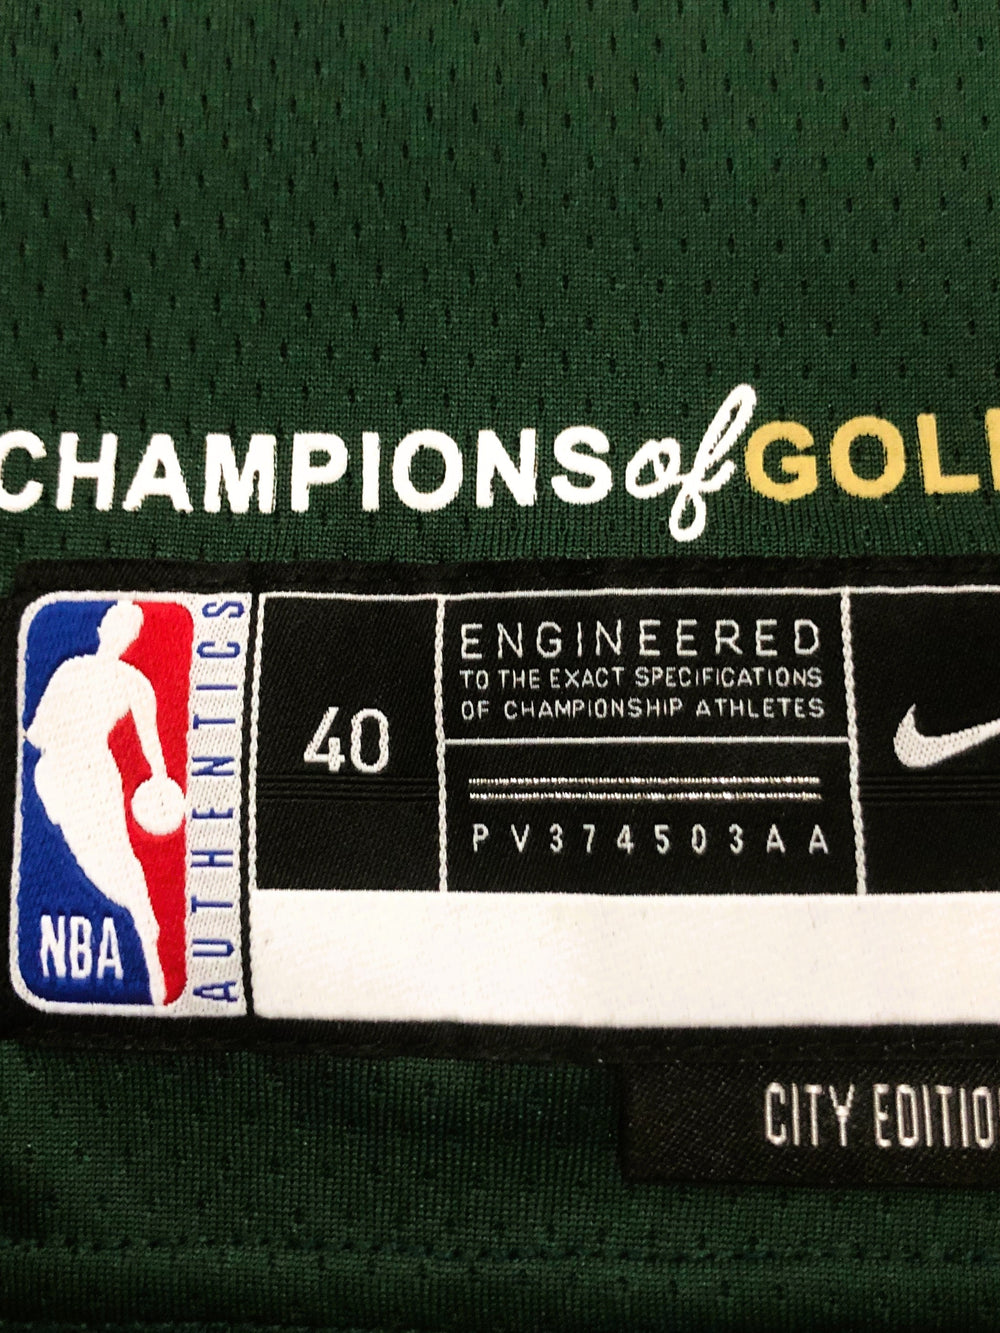 CHAMPIONS of GOL
NBA
AUTHENTICS
40
ENGINEERED
TO THE EXACT SPECIFICATIONS
OF CHAMPIONSHIP ATHLETES
PV374503AA
CITY EDITIO